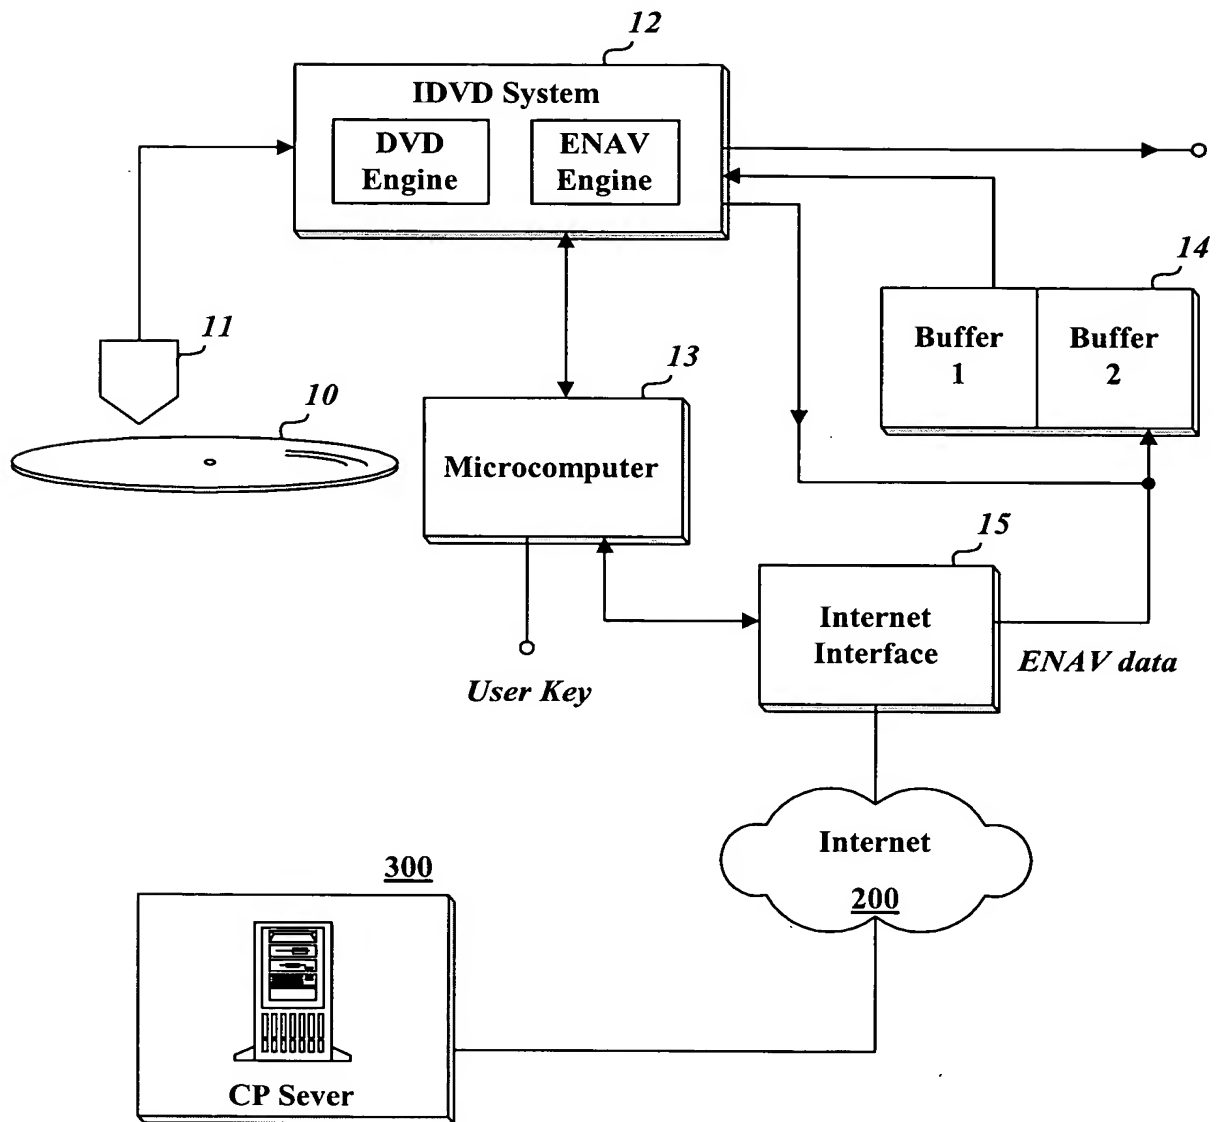 12
IDVD System
DVD
Engine
ENAV
Engine
14
Buffer
1
Buffer
2
11
10
13
Microcomputer
15
Internet
Interface
ENAV data
User Key
Internet
200
300
CP Sever